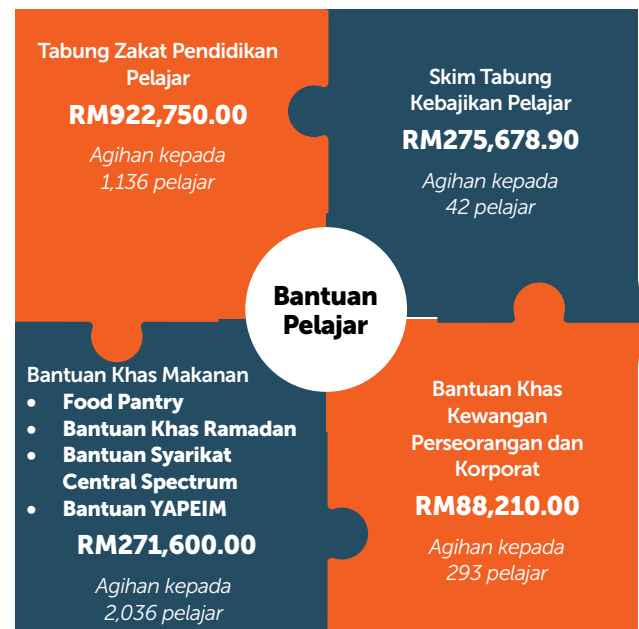 Tabung Zakat Pendidikan
Pelajar
RM922,750.00
Agihan kepada
1,136 pelajar
Skim Tabung
Kebajikan Pelajar
RM275,678.90
Agihan kepada
42 pelajar
Bantuan
Pelajar
Bantuan Khas Makanan
• Food Pantry
• Bantuan Khas Ramadan
• Bantuan Syarikat
Central Spectrum
• Bantuan YAPEIM
RM271,600.00
Agihan kepada
2,036 pelajar
Bantuan Khas
Kewangan
Perseorangan dan
Korporat
RM88,210.00
Agihan kepada
293 pelajar